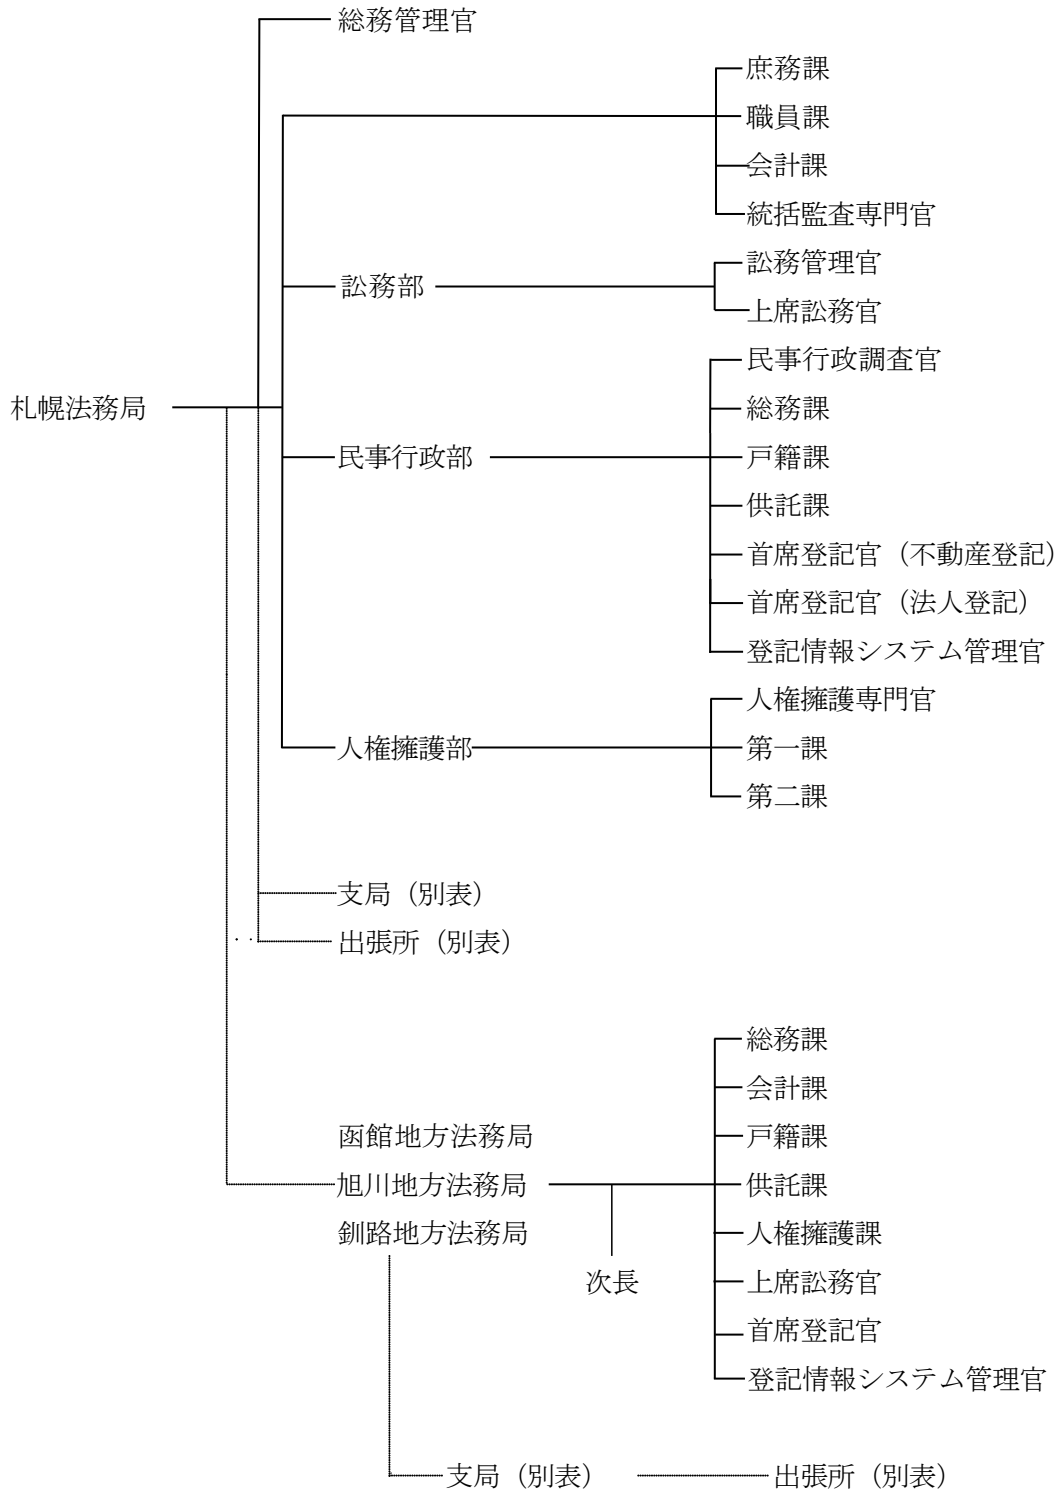 総務管理官
庶務課
職員課
会計課
統括監査専門官
訟務管理官
訟務部
上席訟務官
民事行政調査官
札幌法務局
総務課
民事行政部
戸籍課
供託課
首席登記官（不動産登記）
首席登記官（法人登記）
登記情報システム管理官
人権擁護専門官
人権擁護部
第一課
第二課
支局（別表）
出張所（別表）
総務課
会計課
函館地方法務局
戸籍課
旭川地方法務局
供託課
釧路地方法務局
人権擁護課
次長
上席訟務官
首席登記官
登記情報システム管理官
支局（別表）
出張所（別表）